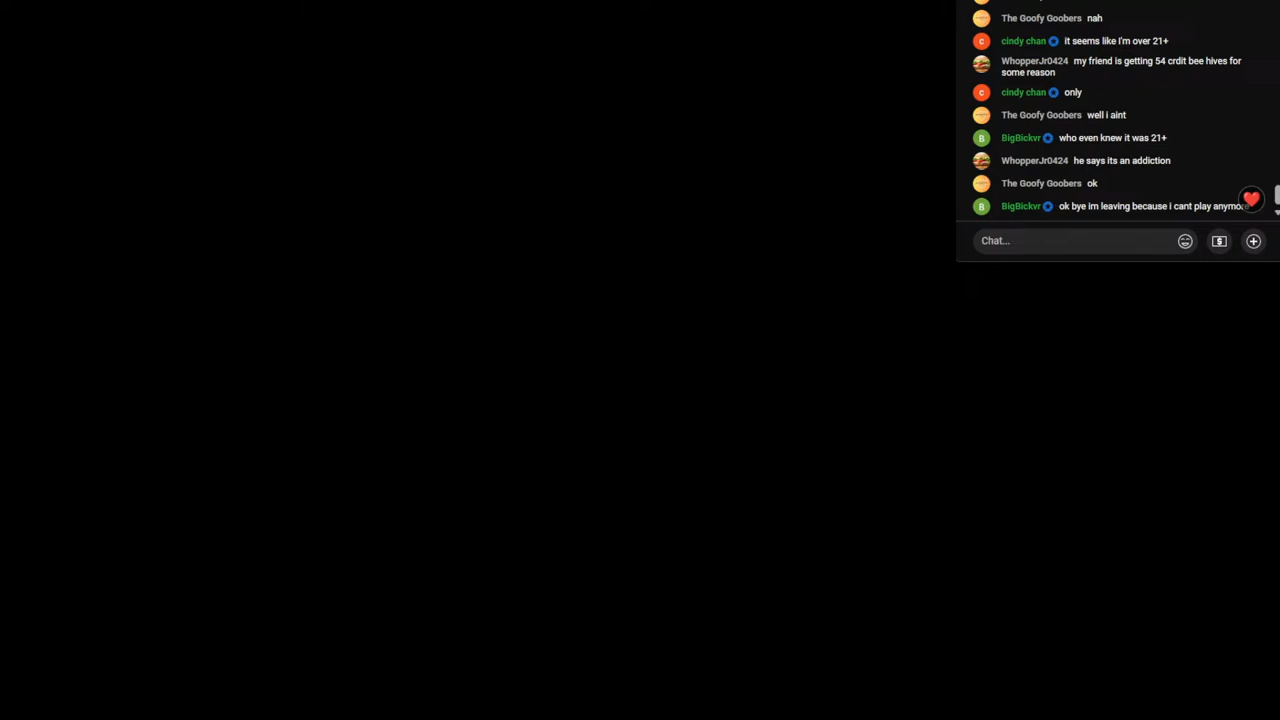 The Goofy Goobers nah
cindy chan it seems like I'm over 21+
WhopperJr0424 my friend is getting 54 crdit bee hives for
some reason
cindy chan only
The Goofy Goobers well i aint
BigBickvr who even knew it was 21+
WhopperJr0424 he says its an addiction
The Goofy Goobers ok
BigBickvr ok bye im leaving because i cant play anymore
Chat...